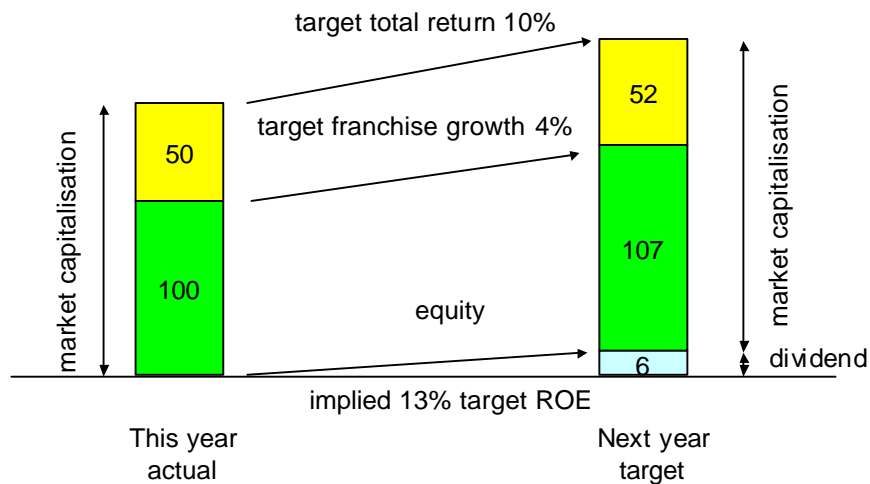 target total return 10%
52
target franchise growth 4%
50
market capitalisation
market capitalisation
107
100
equity
dividend
6
implied 13% target ROE
This year
actual
Next year
target